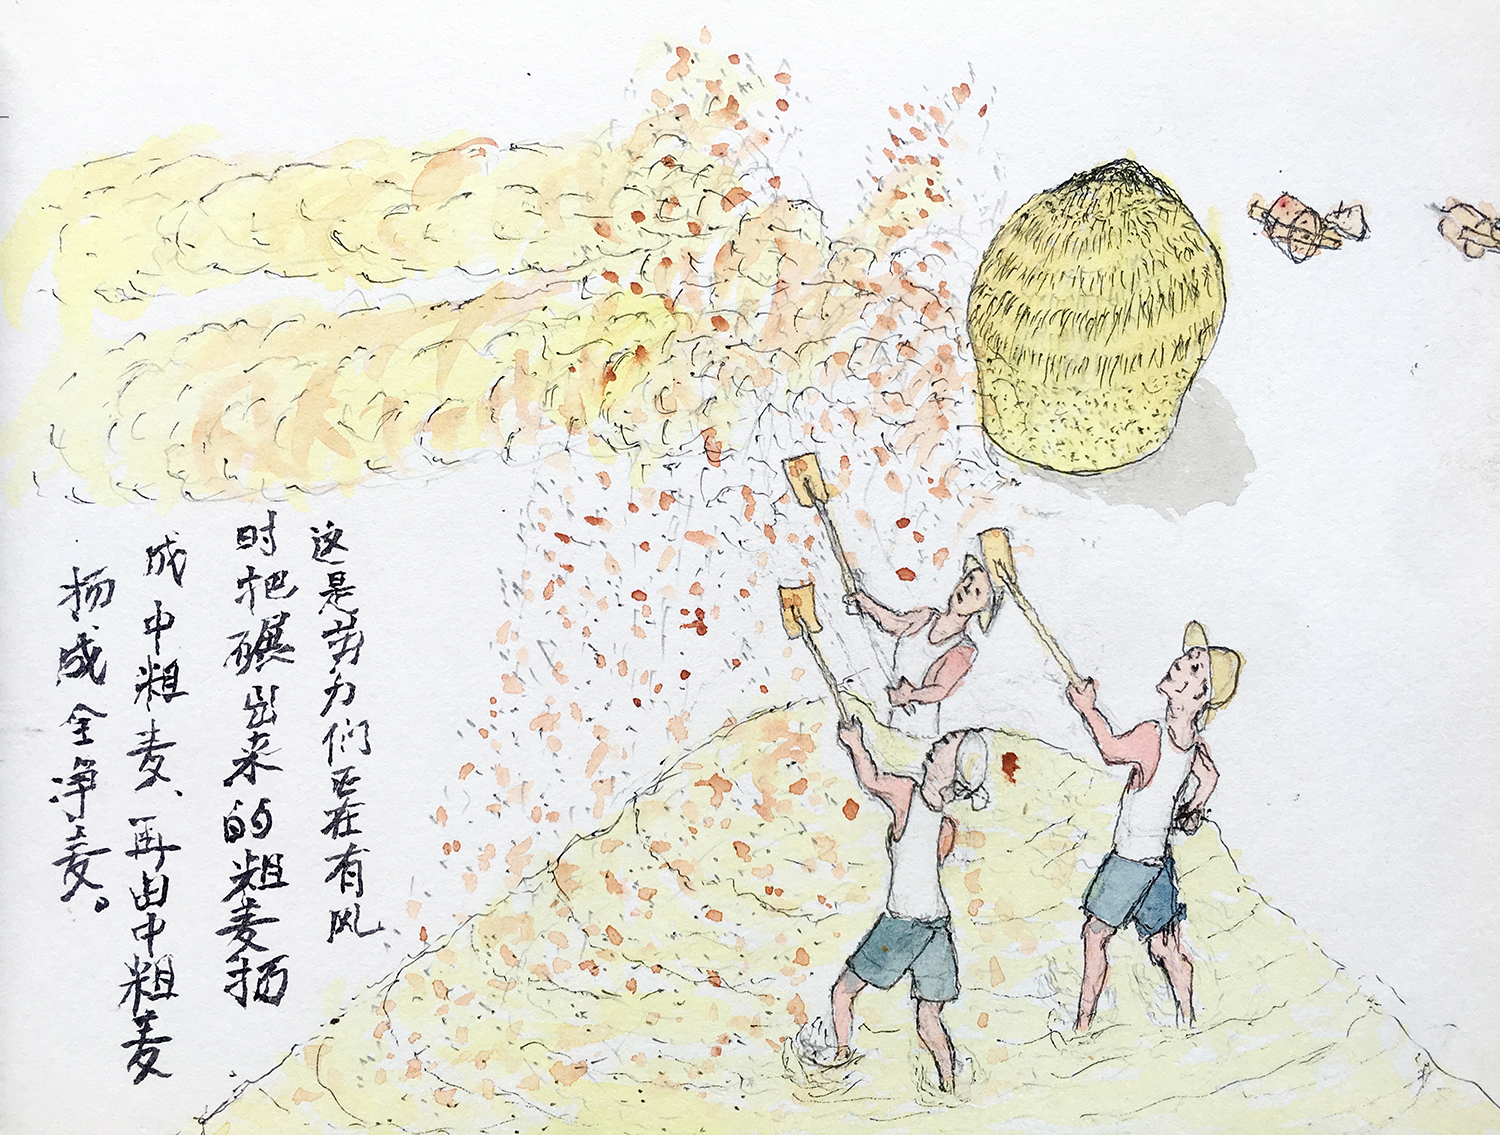 这是劳力们正在有风
时把碾出来的粗麦扬
成中粗麦、再由中粗麦
扬成全净麦。